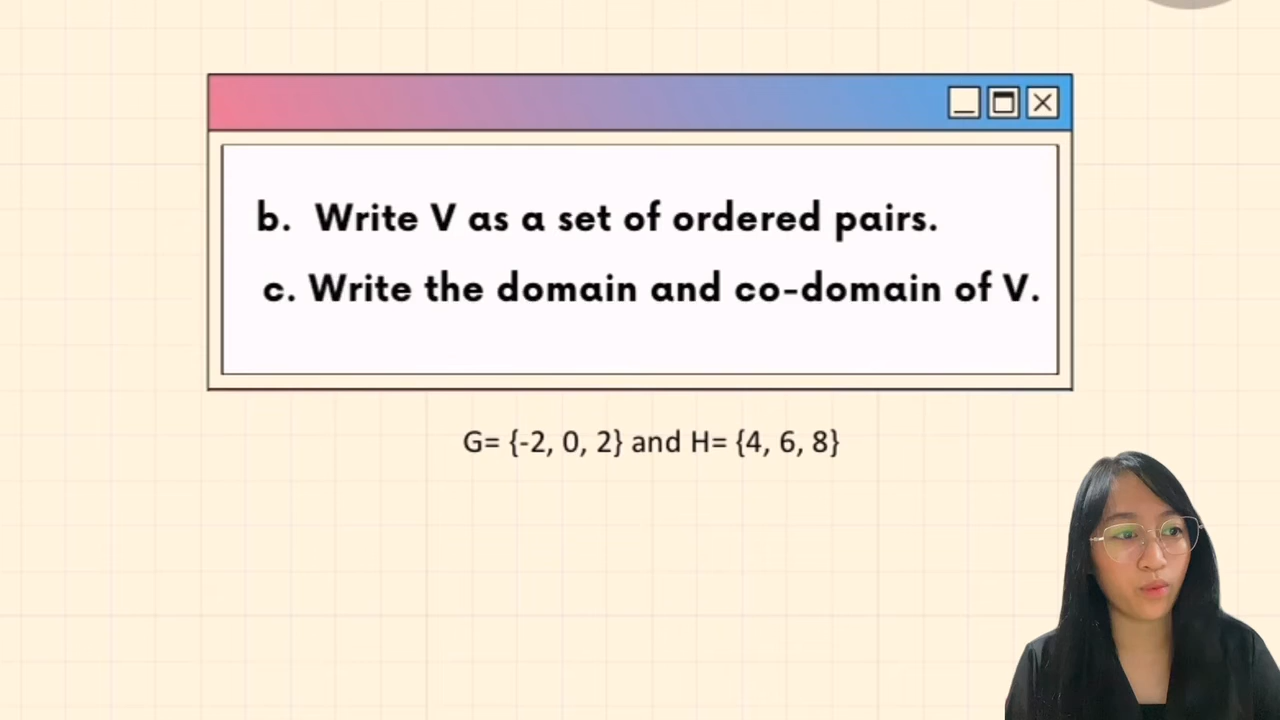 b. Write V as a set of ordered pairs.
c. Write the domain and co-domain of V.
G= {-2, 0, 2} and H= {4, 6, 8}